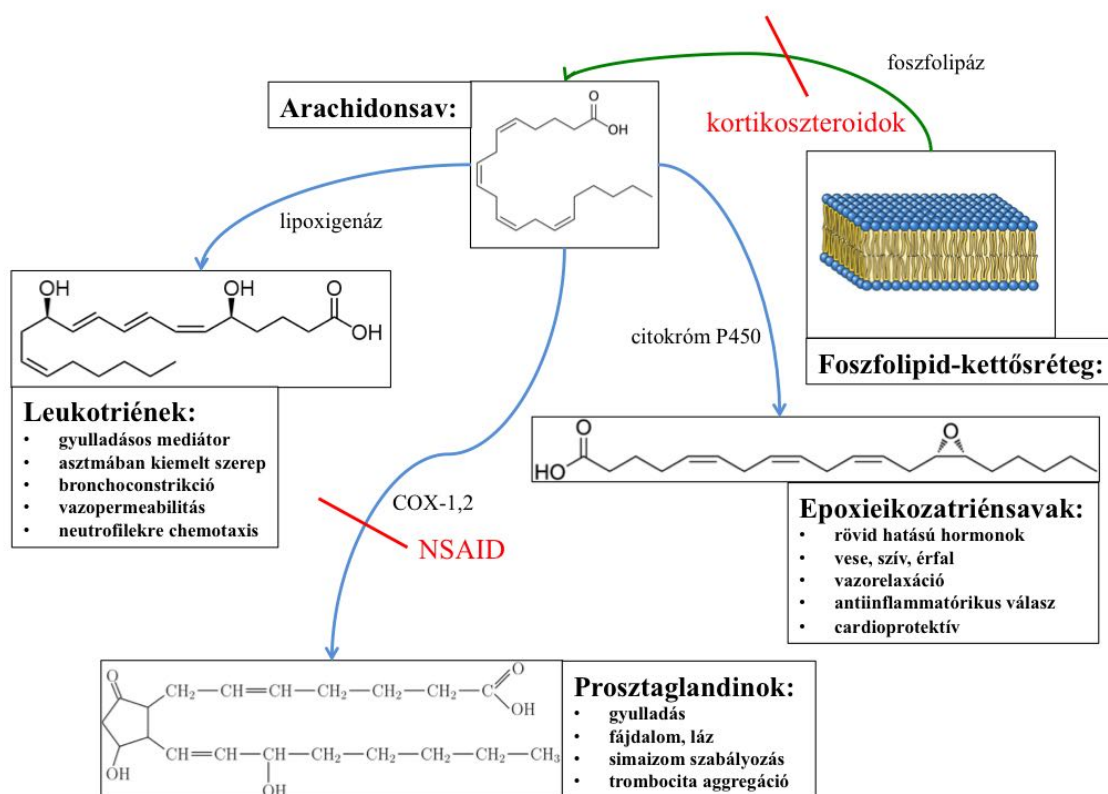 foszfolipáz
Arachidonsav:
kortikoszteroidok
O
OH
lipoxigenáz
OH
OH
O
OH
citokróm P450
Foszfolipid-kettősréteg:
Leukotriének:
• gyulladásos mediátor
• asztmában kiemelt szerep
• bronchoconstrikció
• vazopermeabilitás
• neutrofilekre chemotaxis
O
HO
O
COX-1,2
NSAID
Epoxieikozatriénsavak:
• rövid hatású hormonok
• vese, szív, érfal
• vazorelaxáció
• antiinflammatórikus válasz
• cardioprotektív
O
O
CH₂—CH=CH—CH₂—CH₂—CH₂—C
OH
CH=CH—CH—CH₂—CH₂—CH₂—CH₂—CH₃
OH
OH
Prosztaglandinok:
• gyulladás
• fájdalom, láz
• simaizom szabályozás
• trombocita aggregáció